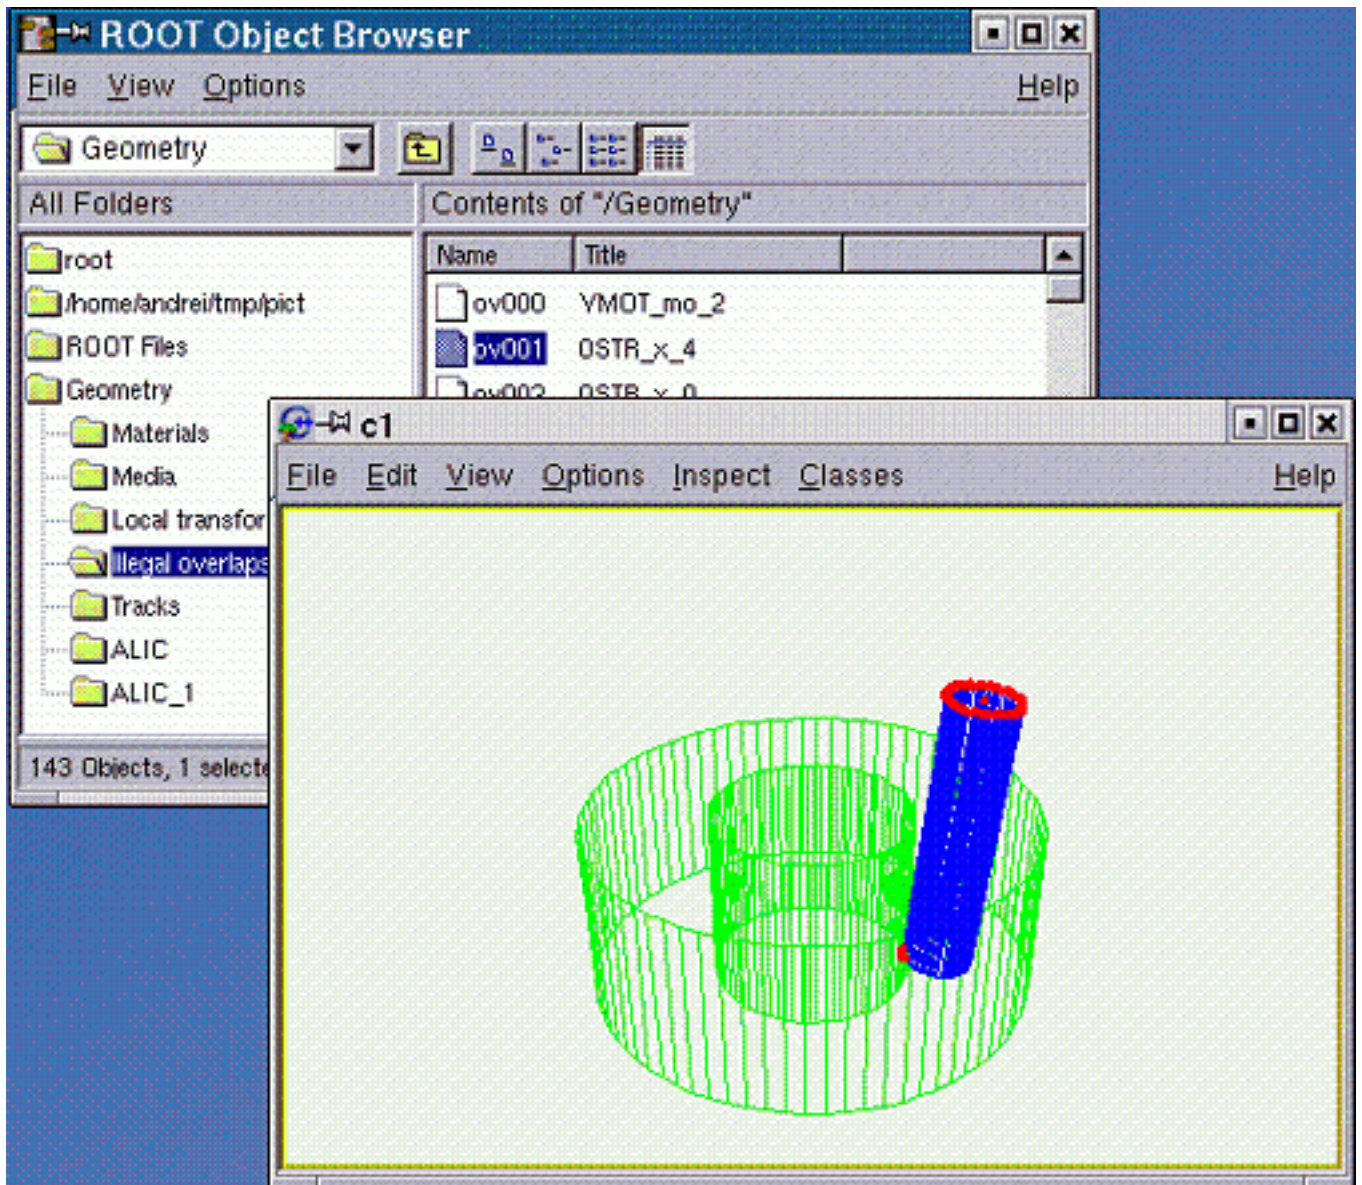 ROOT Object Browser
File View Options Help
Geometry
All Folders
Contents of "/Geometry"
root
/home/andrei/tmp/pict
ROOT Files
Geometry
Materials
Media
Local transfor
Illegal overlaps
Tracks
ALIC
ALIC_1
143 Objects, 1 selecte
Name Title
ov000 VMOT_mo_2
ov001 OSTR_x_4
ov002 OSTR_x_0
c1
File Edit View Options Inspect Classes Help